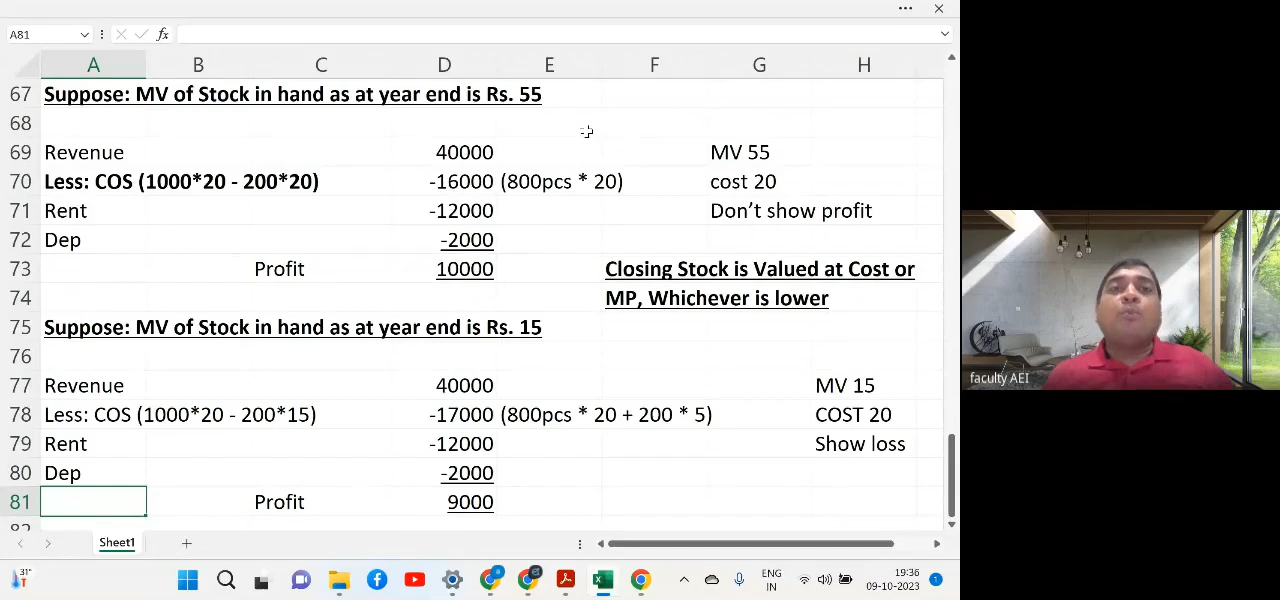 A81
fx
A B C D E F G H
67 Suppose: MV of Stock in hand as at year end is Rs. 55
68
69 Revenue 40000 MV 55
70 Less: COS (1000*20 - 200*20) -16000 (800pcs * 20) cost 20
71 Rent -12000 Don’t show profit
72 Dep -2000
73 Profit 10000 Closing Stock is Valued at Cost or
74 MP, Whichever is lower
75 Suppose: MV of Stock in hand as at year end is Rs. 15
76
77 Revenue 40000 MV 15
78 Less: COS (1000*20 - 200*15) -17000 (800pcs * 20 + 200 * 5) COST 20
79 Rent -12000 Show loss
80 Dep -2000
81 Profit 9000
82
faculty AEI
Sheet1
31°
ENG
IN
19:36
09-10-2023
1